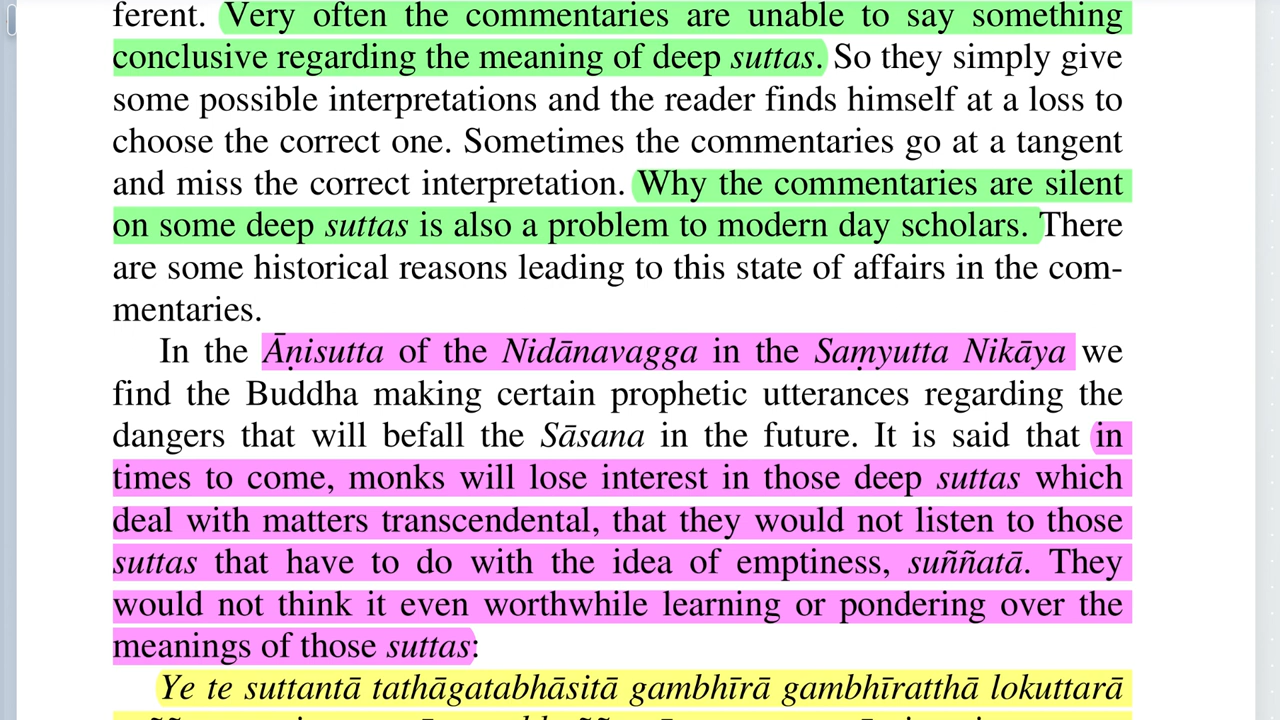 ferent. Very often the commentaries are unable to say something
conclusive regarding the meaning of deep suttas. So they simply give
some possible interpretations and the reader finds himself at a loss to
choose the correct one. Sometimes the commentaries go at a tangent
and miss the correct interpretation. Why the commentaries are silent
on some deep suttas is also a problem to modern day scholars. There
are some historical reasons leading to this state of affairs in the com-
mentaries.
In the Āṇisutta of the Nidānavagga in the Saṃyutta Nikāya we
find the Buddha making certain prophetic utterances regarding the
dangers that will befall the Sāsana in the future. It is said that in
times to come, monks will lose interest in those deep suttas which
deal with matters transcendental, that they would not listen to those
suttas that have to do with the idea of emptiness, suññatā. They
would not think it even worthwhile learning or pondering over the
meanings of those suttas:
Ye te suttantā tathāgatabhāsitā gambhīrā gambhīratthā lokuttarā